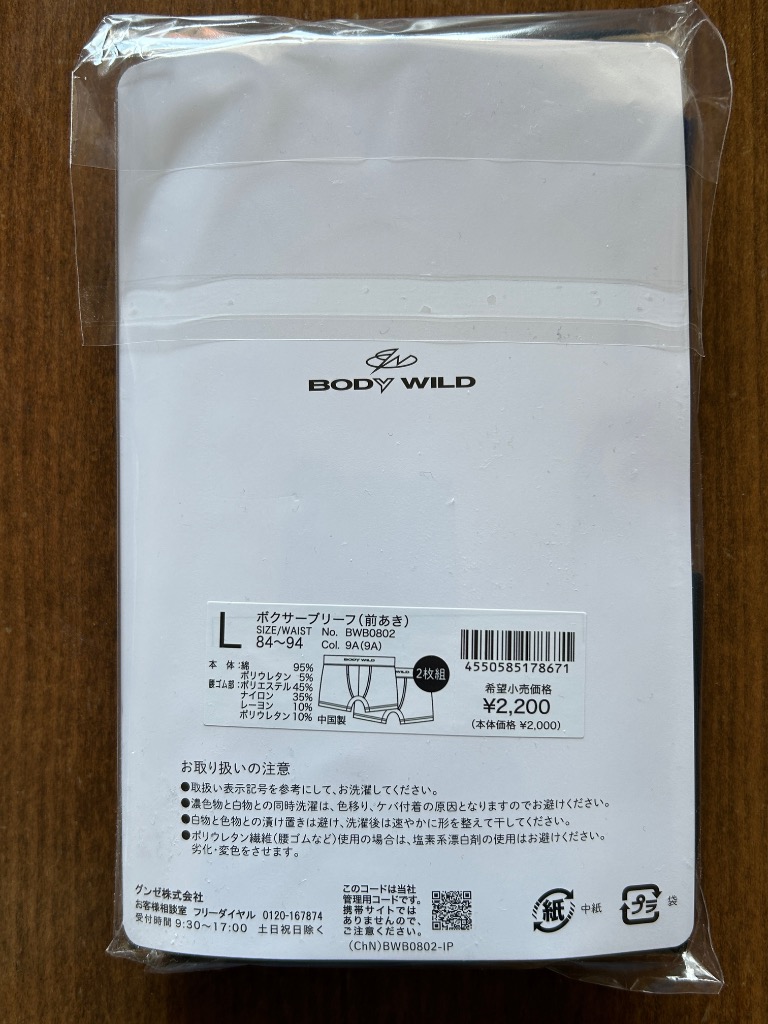 BODY WILD
L
ボクサーブリーフ(前あき)
SIZE/WAIST No. BWB0802
84〜94 Col. 9A(9A)
本 体:綿 95%
ポリウレタン 5%
腰ゴム部:ポリエステル45%
ナイロン 35%
レーヨン 10%
ポリウレタン10%
BODY WILD
WILD
2枚組
中国製
4550585178671
希望小売価格
¥2,200
(本体価格 ¥2,000)
お取り扱いの注意
●取扱い表示記号を参考にして、お洗濯してください。
●濃色物と白物との同時洗濯は、色移り、ケバ付着の原因となりますのでお避けください。
●白物と色物との漬け置きは避け、洗濯後は速やかに形を整えて干してください。
●ポリウレタン繊維(腰ゴムなど)使用の場合は、塩素系漂白剤の使用はお避けください。
劣化・変色をさせます。
グンゼ株式会社
お客様相談室 フリーダイヤル 0120-167874
受付時間 9:30〜17:00 土日祝日除く
このコードは当社
管理用コードです。
携帯サイトでは
ありませんので、
ご注意ください。
(ChN)BWB0802-IP
紙 中紙
プラ 袋